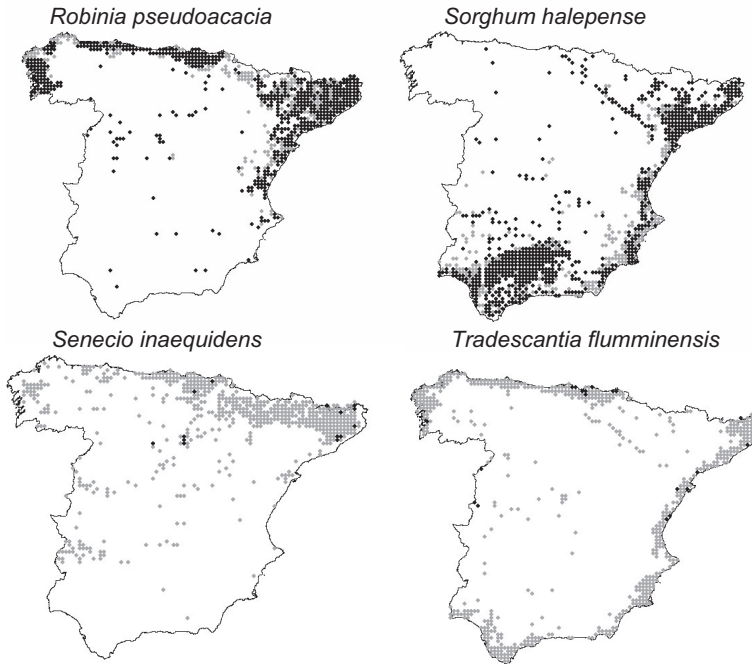 Robinia pseudoacacia
Sorghum halepense
Senecio inaequidens
Tradescantia flumminensis